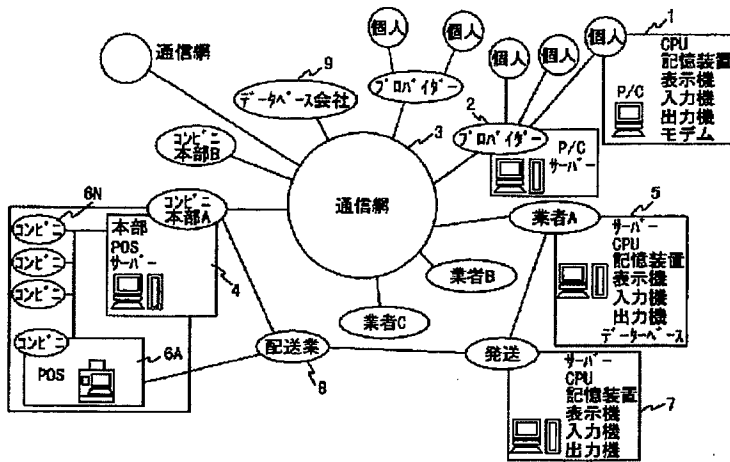 通信網
9
データベース会社
個人
個人
プロバイダー
個人
個人
個人
1
CPU
記憶装置
表示機
入力機
出力機
モデム
P/C
2
プロバイダー
P/C
サーバー
3
通信網
コンビニ
本部B
コンビニ
本部A
6N
コンビニ
コンビニ
コンビニ
本部
POS
サーバー
4
コンビニ
POS
6A
業者A
5
サーバー
CPU
記憶装置
表示機
入力機
出力機
データーベース
業者B
業者C
配送業
8
発送
サーバー
CPU
記憶装置
表示機
入力機
出力機
7